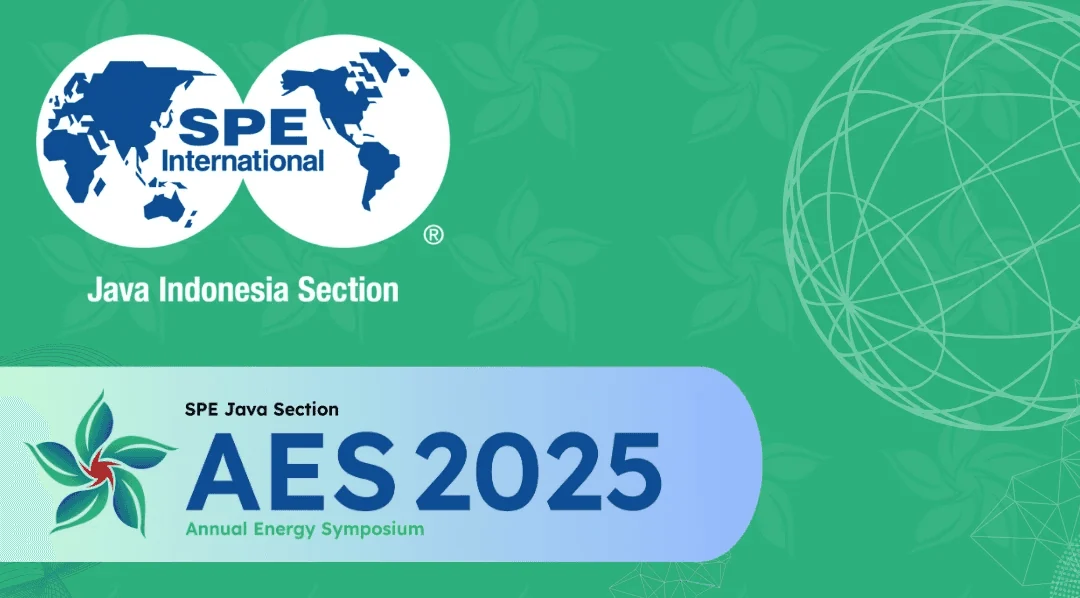 SPE
International
®
Java Indonesia Section
SPE Java Section
AES 2025
Annual Energy Symposium